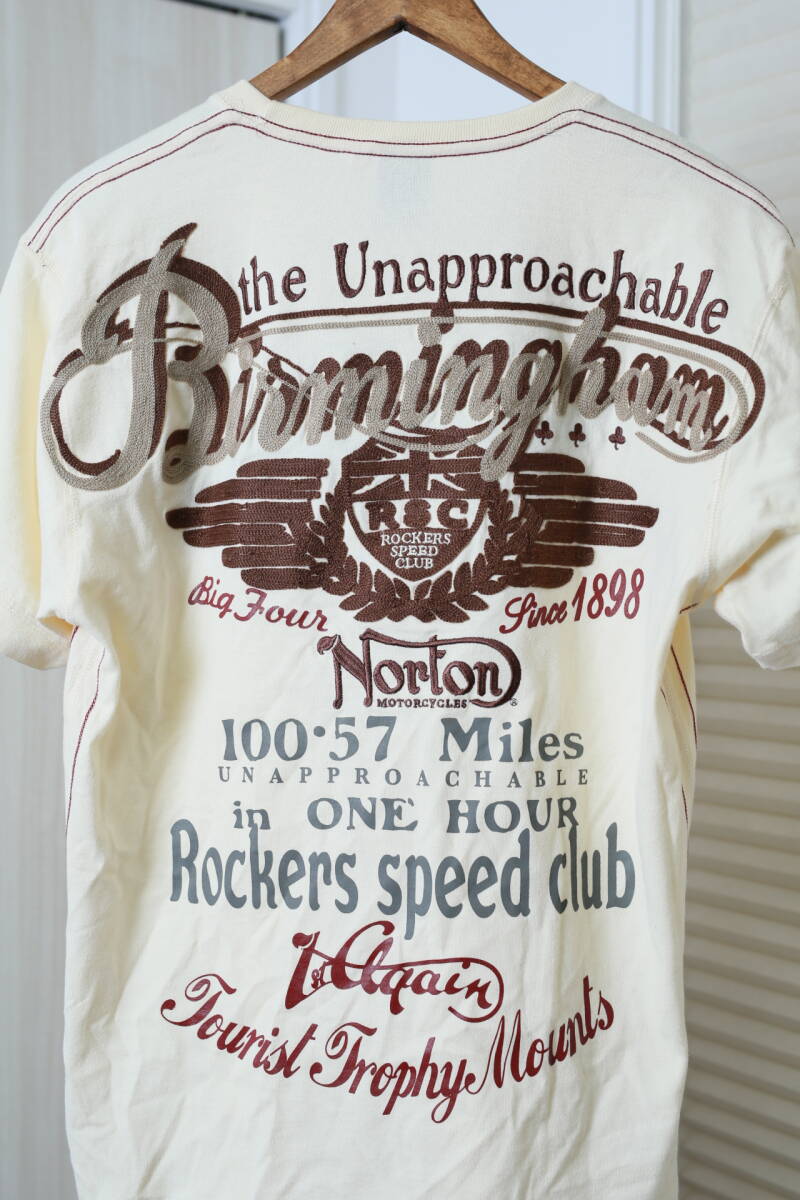 the Unapproachable
Birmingham
RSC
ROCKERS
SPEED
CLUB
Big Four
Since 1898
Norton
MOTORCYCLES ®
100·57 Miles
UNAPPROACHABLE
in ONE HOUR
Rockers speed club
1st Again
Tourist Trophy Mounts